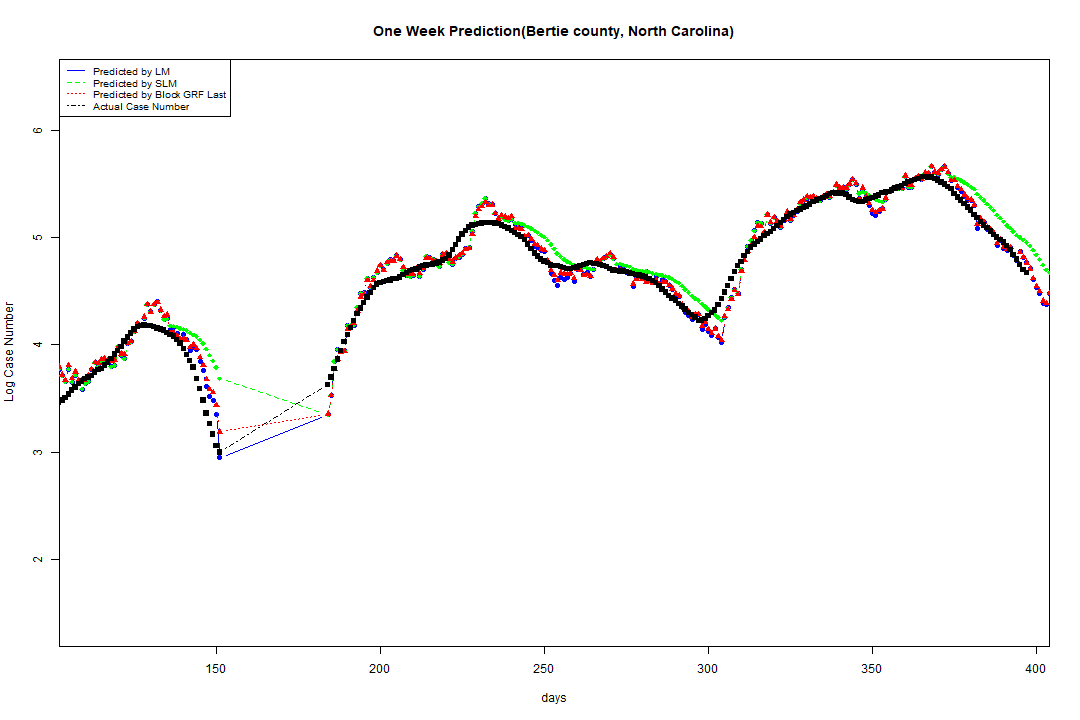 One Week Prediction(Bertie county, North Carolina)
Predicted by LM
Predicted by SLM
Predicted by Block GRF Last
Actual Case Number
6
5
4
3
2
Log Case Number
150 200 250 300 350 400
days